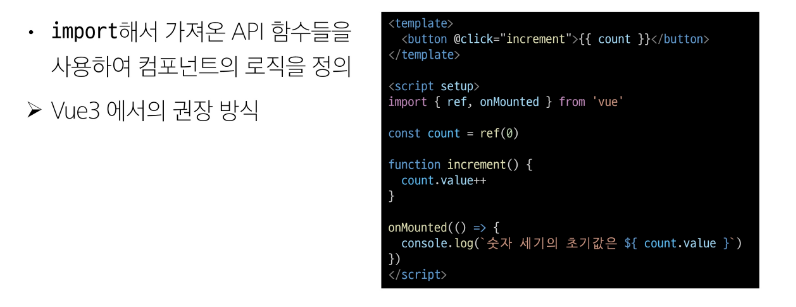 • import해서 가져온 API 함수들을
사용하여 컴포넌트의 로직을 정의
➢ Vue3 에서의 권장 방식
<template>
  <button @click="increment">{{ count }}</button>
</template>

<script setup>
import { ref, onMounted } from 'vue'

const count = ref(0)

function increment() {
  count.value++
}

onMounted(() => {
  console.log(`숫자 세기의 초기값은 ${ count.value }`)
})
</script>